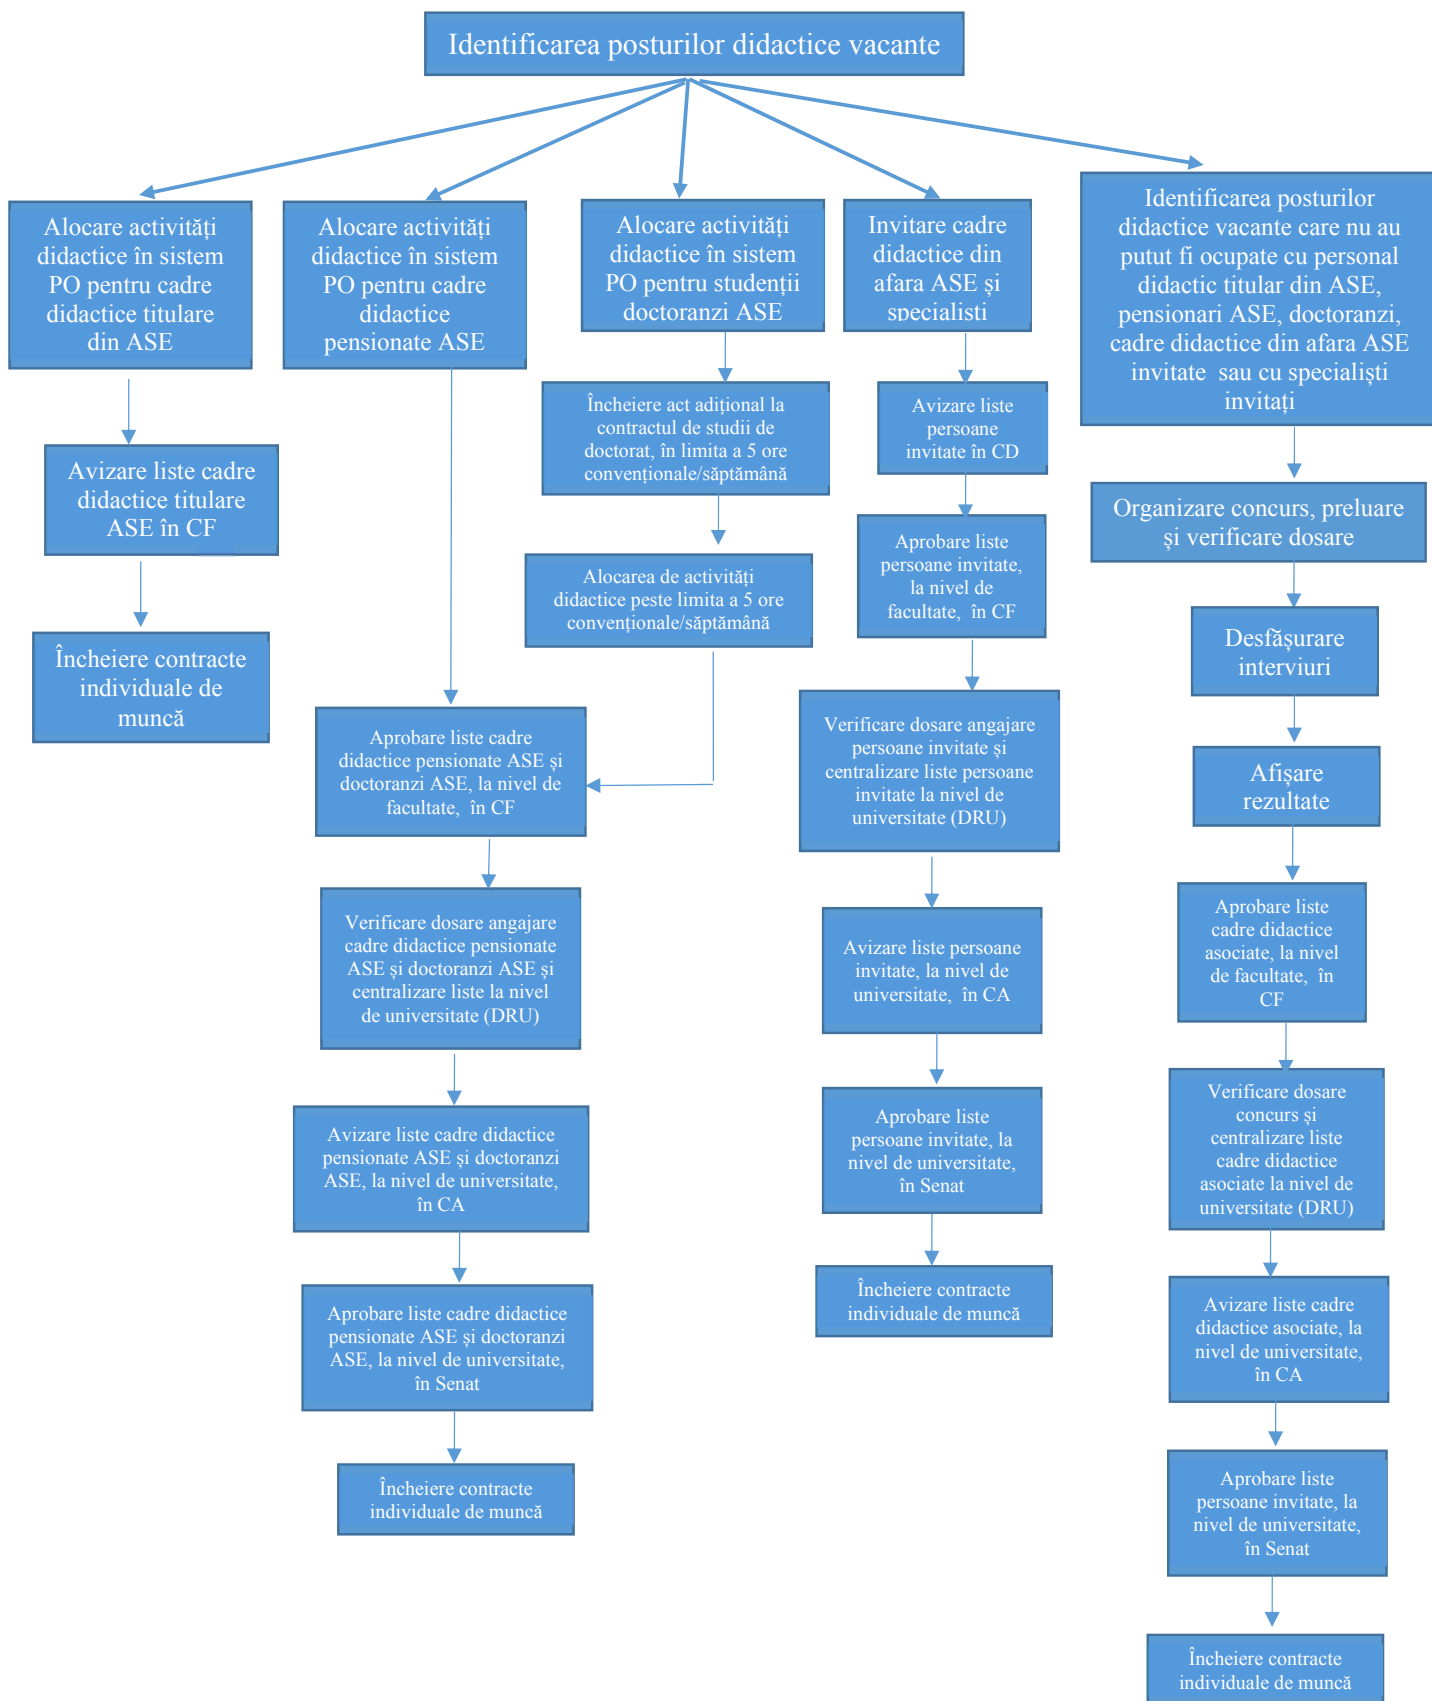 Identificarea posturilor didactice vacante
Alocare activități
didactice în sistem
PO pentru cadre
didactice titulare
din ASE
Avizare liste cadre
didactice titulare
ASE în CF
Încheiere contracte
individuale de
muncă
Alocare activități
didactice în sistem
PO pentru cadre
didactice
pensionate ASE
Alocare activități
didactice în sistem
PO pentru studenții
doctoranzi ASE
Încheiere act adițional la
contractul de studii de
doctorat, în limita a 5 ore
convenționale/săptămână
Alocarea de activități
didactice peste limita a 5 ore
convenționale/săptămână
Aprobare liste cadre
didactice pensionate ASE și
doctoranzi ASE, la nivel de
facultate, în CF
Verificare dosare angajare
cadre didactice pensionate
ASE și doctoranzi ASE și
centralizare liste la nivel
de universitate (DRU)
Avizare liste cadre didactice
pensionate ASE și doctoranzi
ASE, la nivel de universitate,
în CA
Aprobare liste cadre didactice
pensionate ASE și doctoranzi
ASE, la nivel de universitate,
în Senat
Încheiere contracte
individuale de muncă
Invitare cadre
didactice din
afara ASE și
specialisti
Avizare liste
persoane
invitate în CD
Aprobare liste
persoane invitate,
la nivel de
facultate, în CF
Verificare dosare angajare
persoane invitate și
centralizare liste persoane
invitate la nivel de
universitate (DRU)
Avizare liste persoane
invitate, la nivel de
universitate, în CA
Aprobare liste
persoane invitate, la
nivel de universitate,
în Senat
Încheiere contracte
individuale de muncă
Identificarea posturilor
didactice vacante care nu au
putut fi ocupate cu personal
didactic titular din ASE,
pensionari ASE, doctoranzi,
cadre didactice din afara ASE
invitate sau cu specialiști
invitați
Organizare concurs, preluare
și verificare dosare
Desfășurare
interviuri
Afișare
rezultate
Aprobare liste
cadre didactice
asociate, la nivel
de facultate, în
CF
Verificare dosare
concurs și
centralizare liste
cadre didactice
asociate la nivel de
universitate (DRU)
Avizare liste cadre
didactice asociate, la
nivel de universitate,
în CA
Aprobare liste
persoane invitate, la
nivel de universitate,
în Senat
Încheiere contracte
individuale de muncă